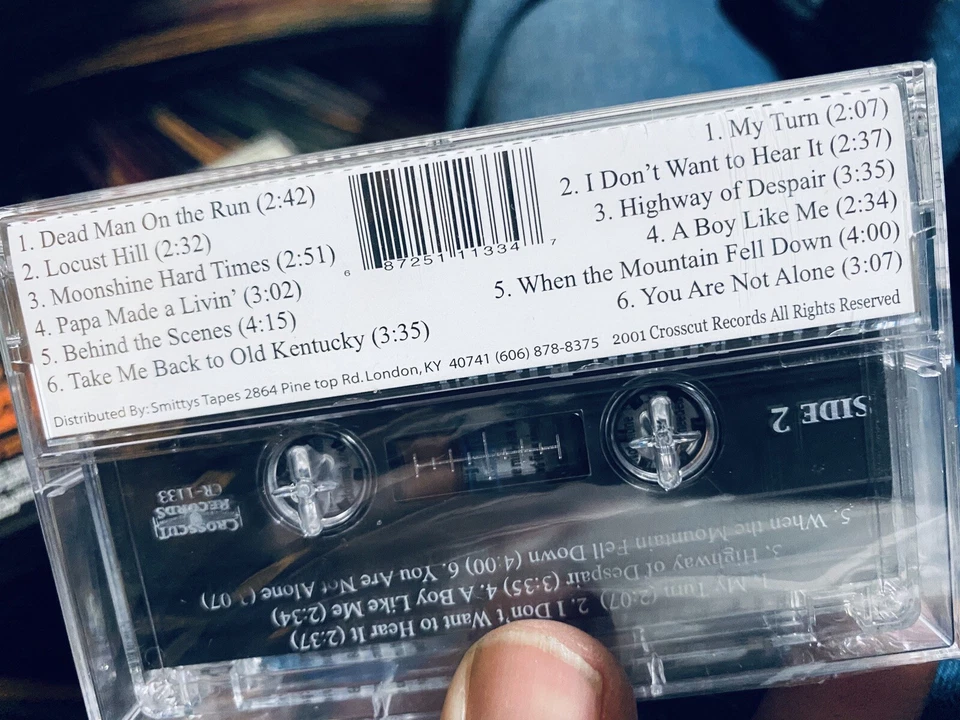 1. Dead Man On the Run (2:42)
2. Locust Hill (2:32)
3. Moonshine Hard Times (2:51)
4. Papa Made a Livin' (3:02)
5. Behind the Scenes (4:15)
6. Take Me Back to Old Kentucky (3:35)
6 87251 11334 7
1. My Turn (2:07)
2. I Don't Want to Hear It (2:37)
3. Highway of Despair (3:35)
4. A Boy Like Me (2:34)
5. When the Mountain Fell Down (4:00)
6. You Are Not Alone (3:07)
Distributed By: Smittys Tapes 2864 Pine top Rd. London, KY 40741 (606) 878-8375 2001 Crosscut Records All Rights Reserved
SIDE 2
CROSSCUT
RECORDS
CR-1133
1. My Turn (2:07) 2. I Don't Want to Hear It (2:37)
3. Highway of Despair (3:35) 4. A Boy Like Me (2:34)
5. When the Mountain Fell Down (4:00) 6. You Are Not Alone (3:07)